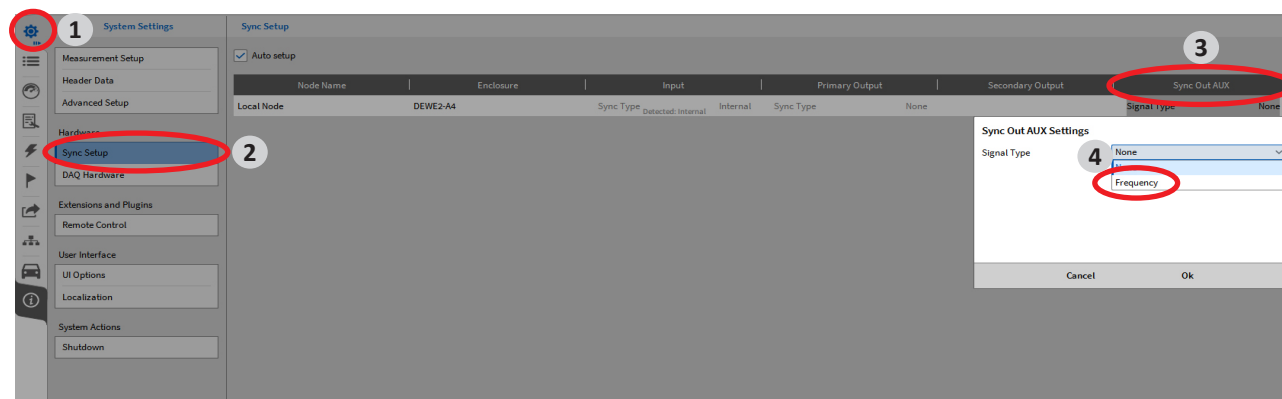 1
System Settings
Sync Setup
Measurement Setup
Header Data
Advanced Setup
Hardware
Sync Setup
2
DAQ Hardware
Extensions and Plugins
Remote Control
User Interface
UI Options
Localization
System Actions
Shutdown
Auto setup
3
Node Name Enclosure Input Primary Output Secondary Output Sync Out AUX
Local Node DEWE2-A4 Sync Type Detected: Internal Internal Sync Type None Signal Type None
Sync Out AUX Settings
Signal Type 4 None
Frequency
Cancel Ok